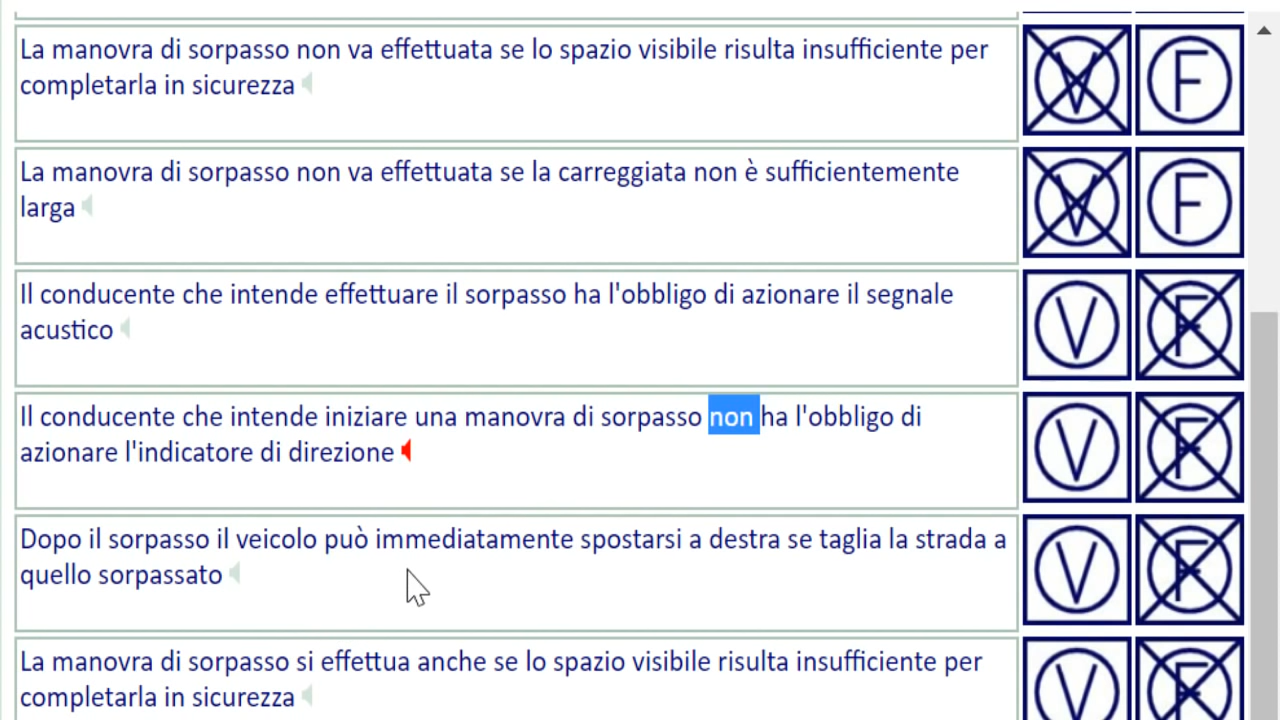 La manovra di sorpasso non va effettuata se lo spazio visibile risulta insufficiente per
completarla in sicurezza
V F
La manovra di sorpasso non va effettuata se la carreggiata non è sufficientemente
larga
V F
Il conducente che intende effettuare il sorpasso ha l'obbligo di azionare il segnale
acustico
V F
Il conducente che intende iniziare una manovra di sorpasso non ha l'obbligo di
azionare l'indicatore di direzione
V F
Dopo il sorpasso il veicolo può immediatamente spostarsi a destra se taglia la strada a
quello sorpassato
V F
La manovra di sorpasso si effettua anche se lo spazio visibile risulta insufficiente per
completarla in sicurezza
V F